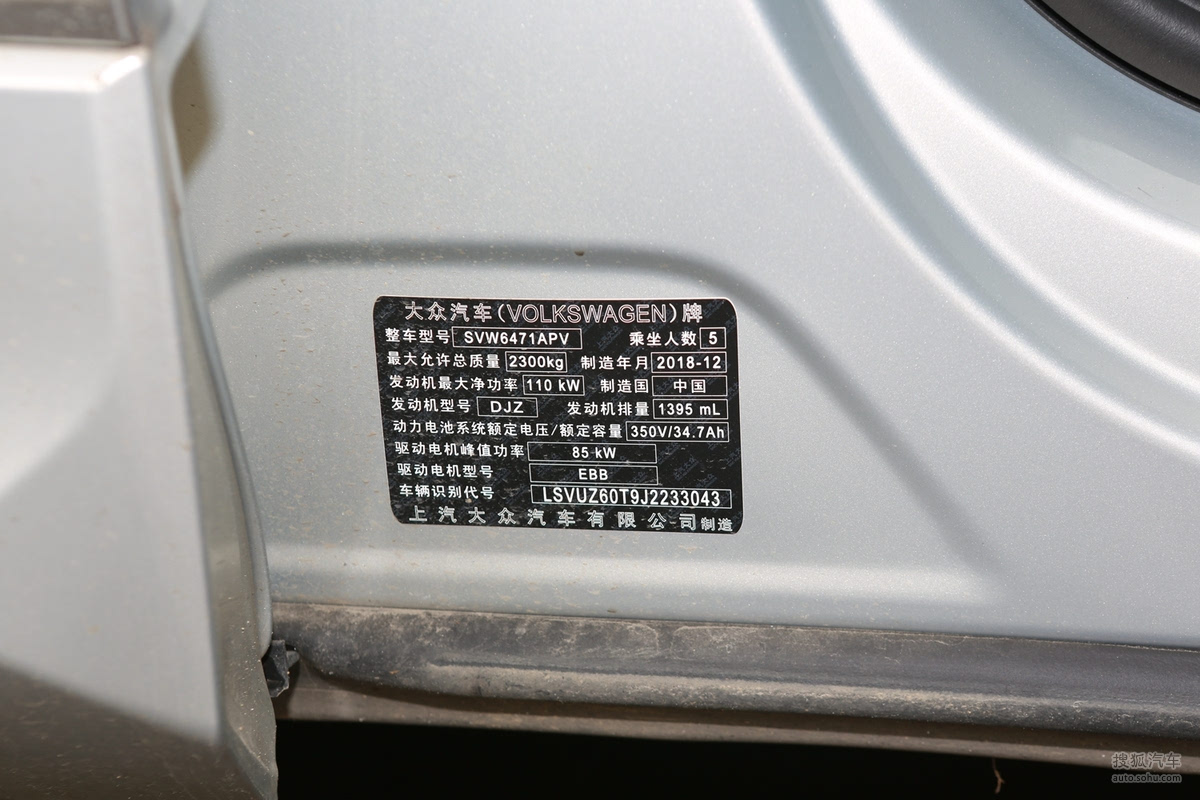 大众汽车(VOLKSWAGEN)牌
整车型号 SVW6471APV 乘坐人数 5
最大允许总质量 2300kg 制造年月 2018-12
发动机最大净功率 110 kW 制造国 中国
发动机型号 DJZ 发动机排量 1395 mL
动力电池系统额定电压/额定容量 350V/34.7Ah
驱动电机峰值功率 85 kW
驱动电机型号 EBB
车辆识别代号 LSVUZ60T9J2233043
上汽大众汽车有限公司制造
搜狐汽车
auto.sohu.com